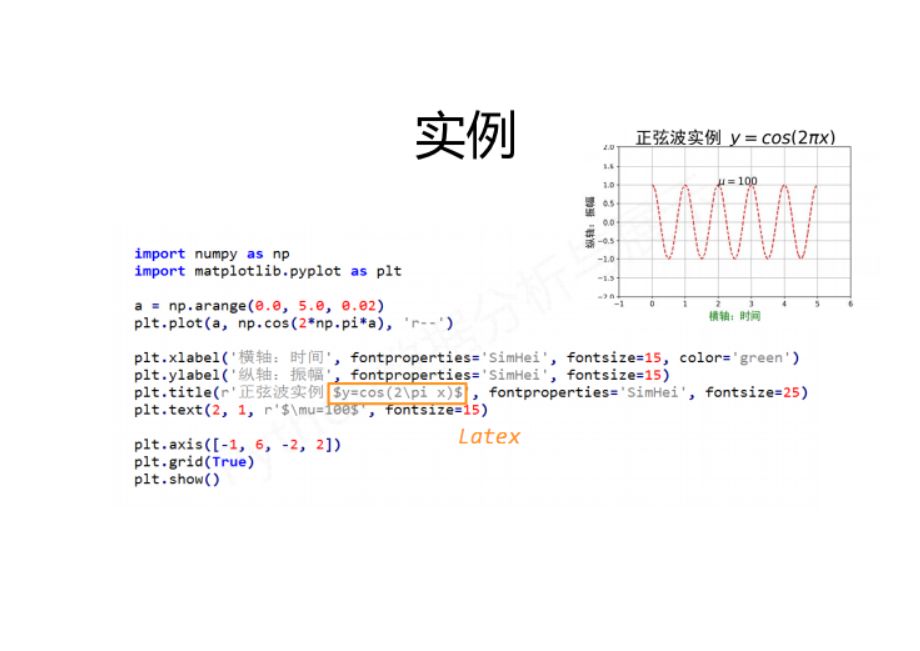 实例
正弦波实例 y = cos(2πx)
2.0
1.5
1.0
0.5
0.0
−0.5
−1.0
−1.5
−2.0
纵轴：振幅
μ = 100
−1 0 1 2 3 4 5 6
横轴：时间
import numpy as np
import matplotlib.pyplot as plt
a = np.arange(0.0, 5.0, 0.02)
plt.plot(a, np.cos(2*np.pi*a), 'r--')
plt.xlabel('横轴：时间', fontproperties='SimHei', fontsize=15, color='green')
plt.ylabel('纵轴：振幅', fontproperties='SimHei', fontsize=15)
plt.title(r'正弦波实例 $y=cos(2\pi x)$', fontproperties='SimHei', fontsize=25)
plt.text(2, 1, r'$\mu=100$', fontsize=15)
Latex
plt.axis([-1, 6, -2, 2])
plt.grid(True)
plt.show()